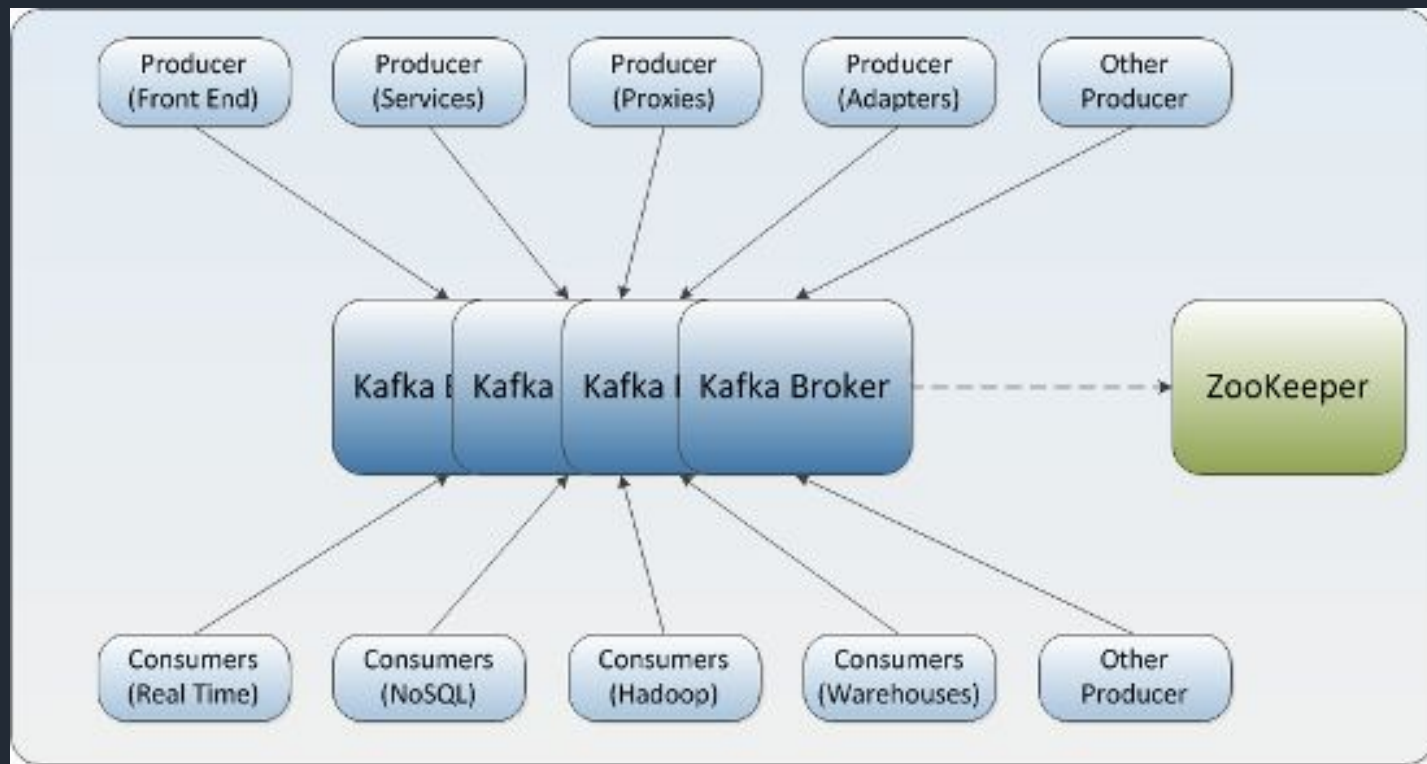 Producer
(Front End)
Producer
(Services)
Producer
(Proxies)
Producer
(Adapters)
Other
Producer
Kafka
Kafka
Kafka
Kafka Broker
ZooKeeper
Consumers
(Real Time)
Consumers
(NoSQL)
Consumers
(Hadoop)
Consumers
(Warehouses)
Other
Producer